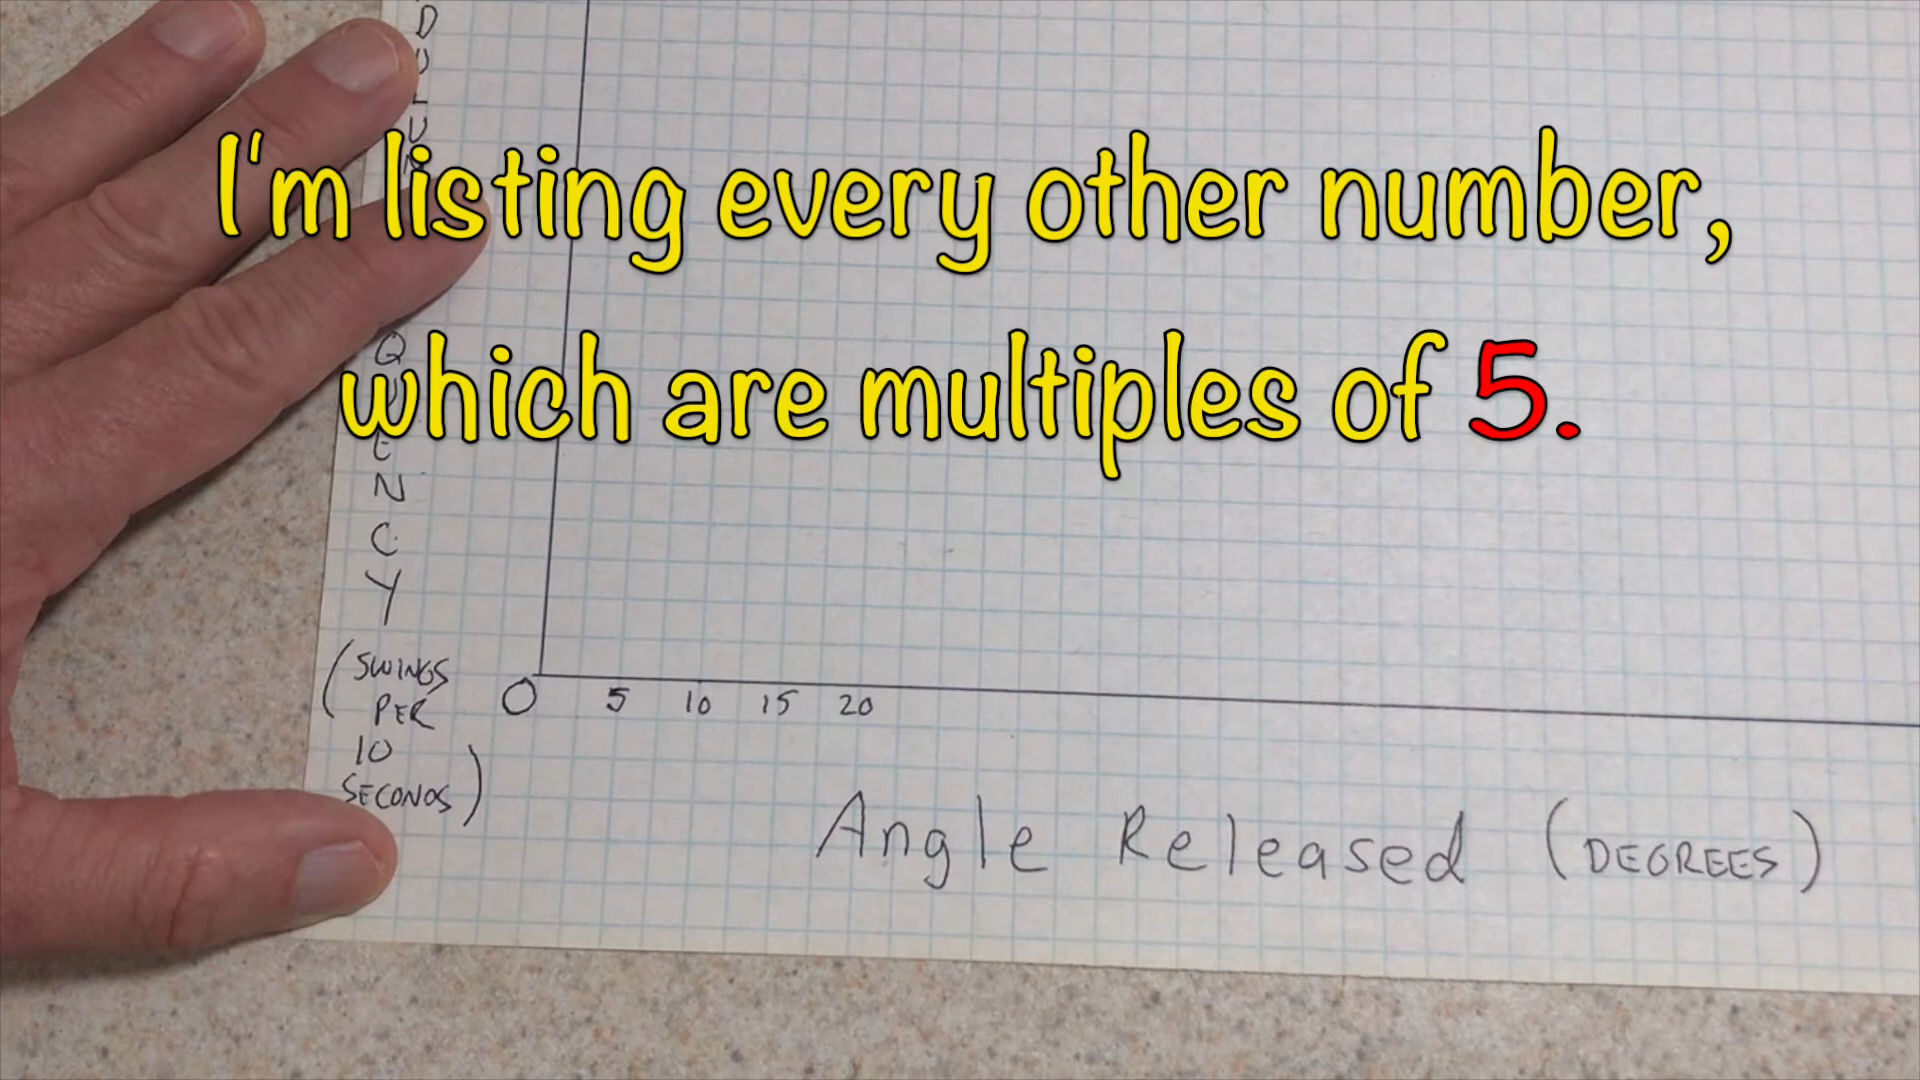 I'm listing every other number,
which are multiples of 5.
D
U
L
U
Q
U
E
N
C
Y
(SWINGS
PER
10
SECONDS)
0 5 10 15 20
Angle Released (DEGREES)